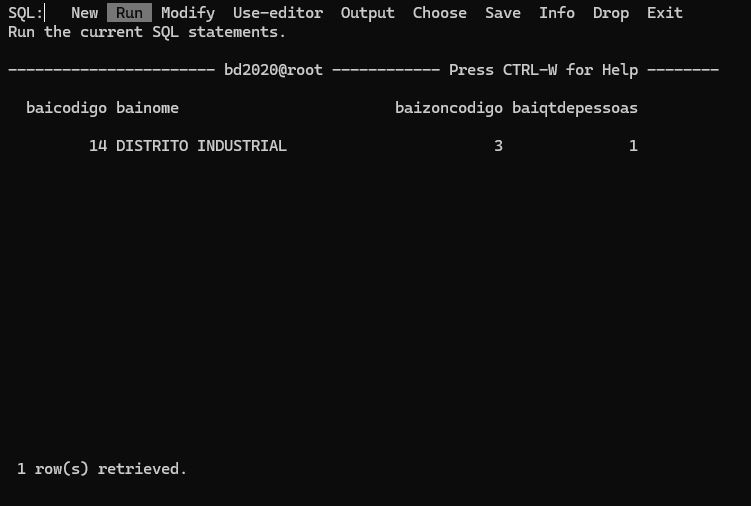 SQL:   New  Run  Modify  Use-editor  Output  Choose  Save  Info  Drop  Exit
Run the current SQL statements.
----------------------- bd2020@root ------------ Press CTRL-W for Help --------
baicodigo bainome                        baizoncodigo baiqtdepessoas
14 DISTRITO INDUSTRIAL                       3              1
1 row(s) retrieved.